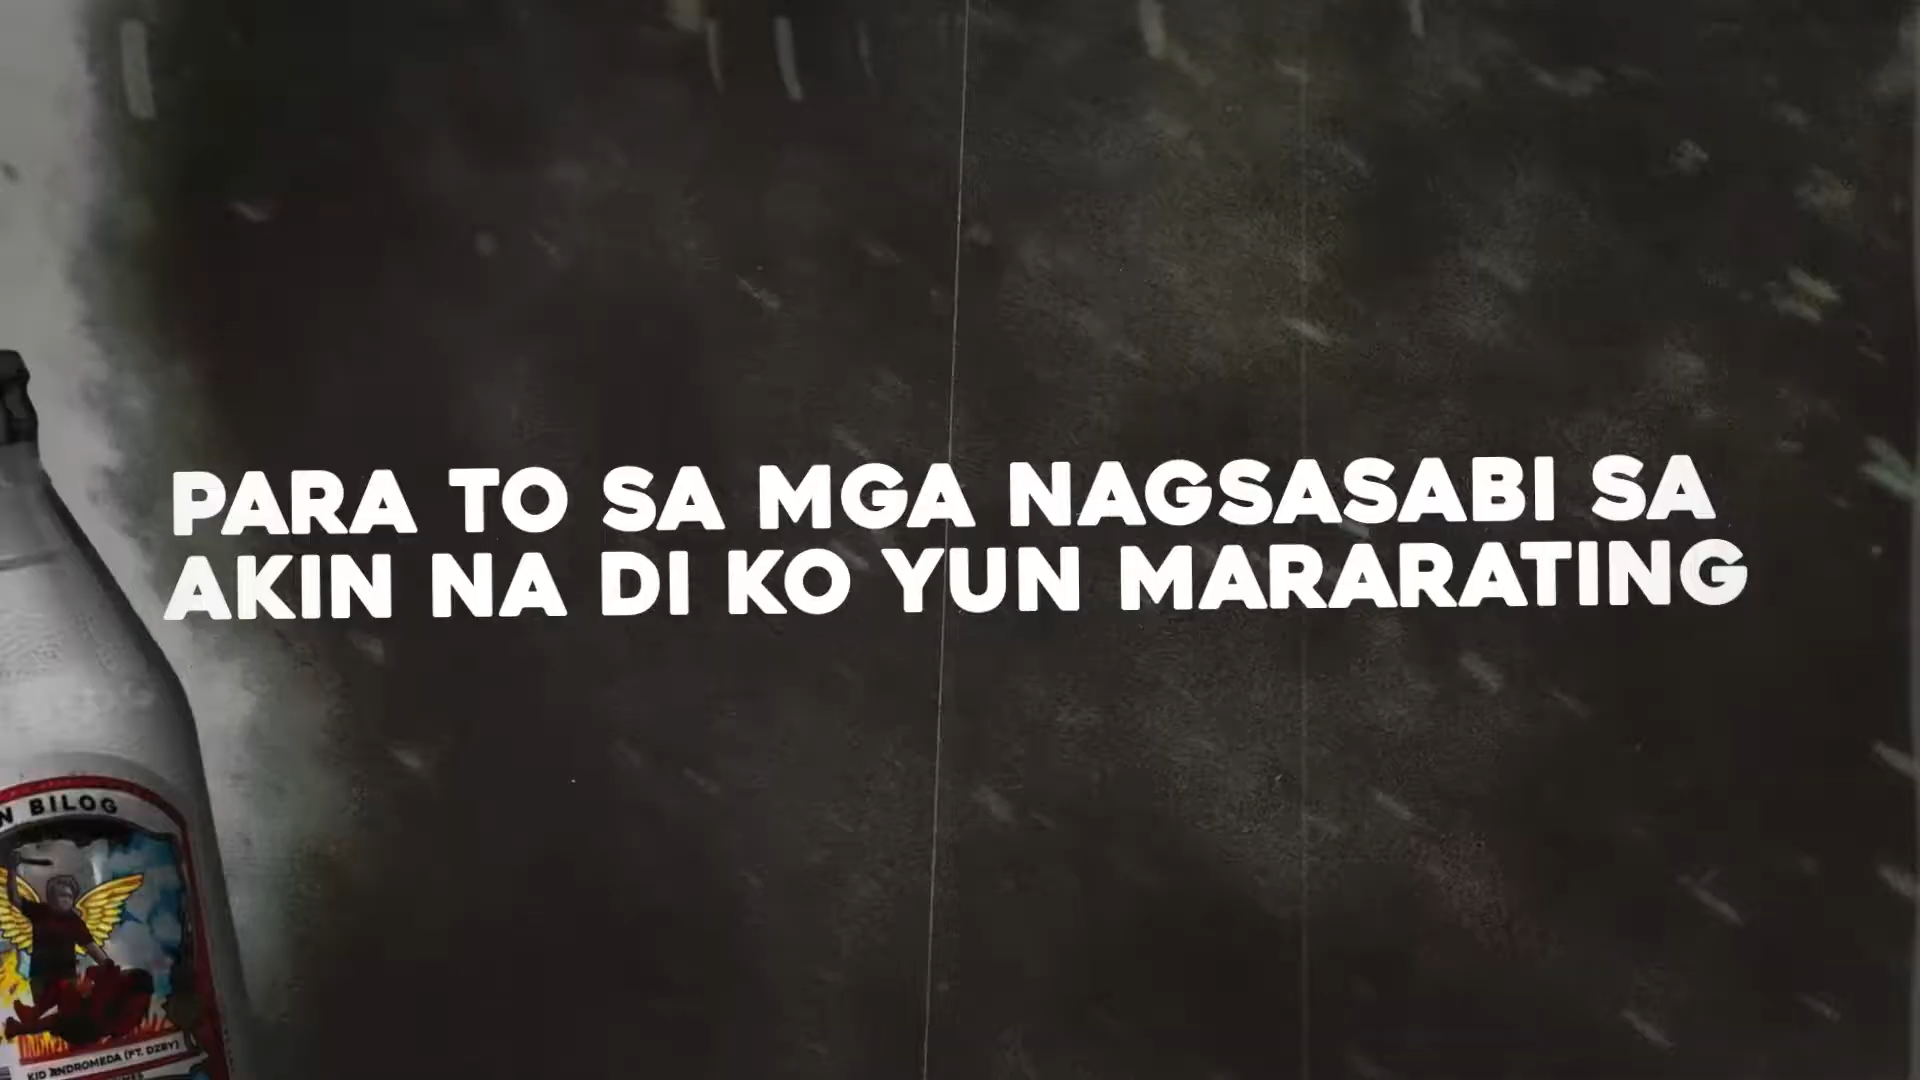 PARA TO SA MGA NAGSASABI SA
AKIN NA DI KO YUN MARARATING
N BILOG
KID ANDROMEDA (FT. DZBY)